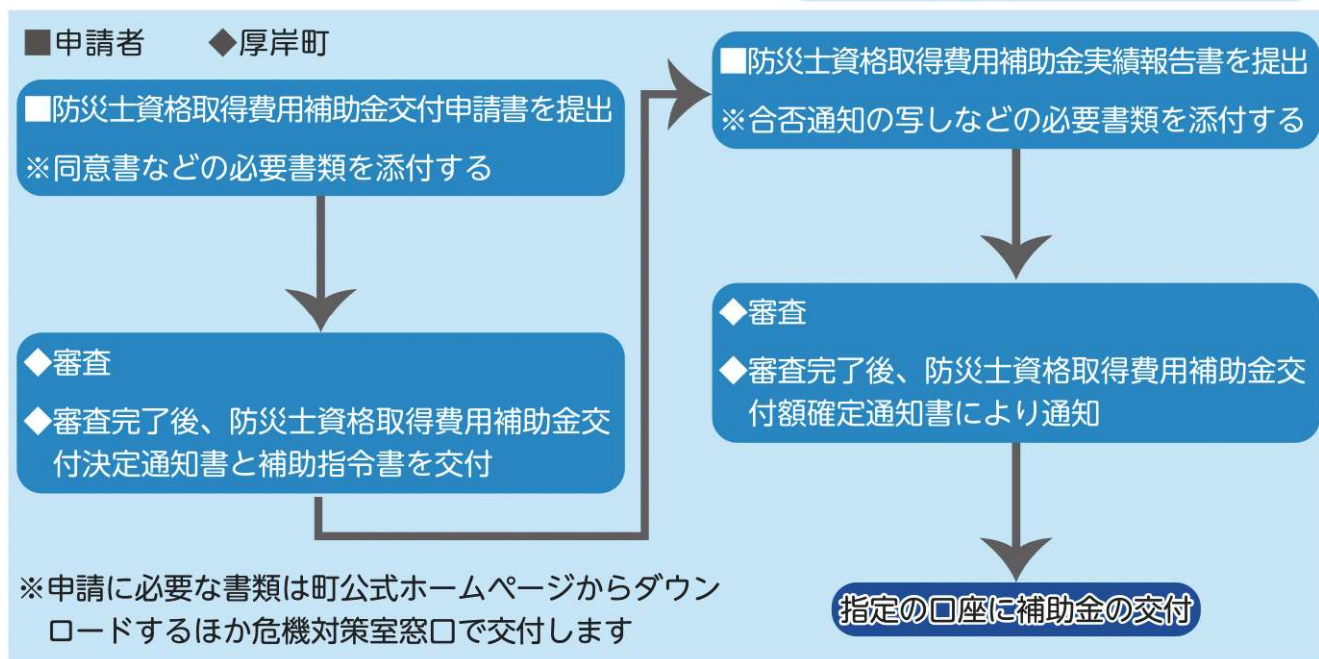 ■申請者　◆厚岸町
■防災士資格取得費用補助金交付申請書を提出
※同意書などの必要書類を添付する
◆審査
◆審査完了後、防災士資格取得費用補助金交
付決定通知書と補助指令書を交付
■防災士資格取得費用補助金実績報告書を提出
※合否通知の写しなどの必要書類を添付する
◆審査
◆審査完了後、防災士資格取得費用補助金交
付額確定通知書により通知
指定の口座に補助金の交付
※申請に必要な書類は町公式ホームページからダウン
ロードするほか危機対策室窓口で交付します